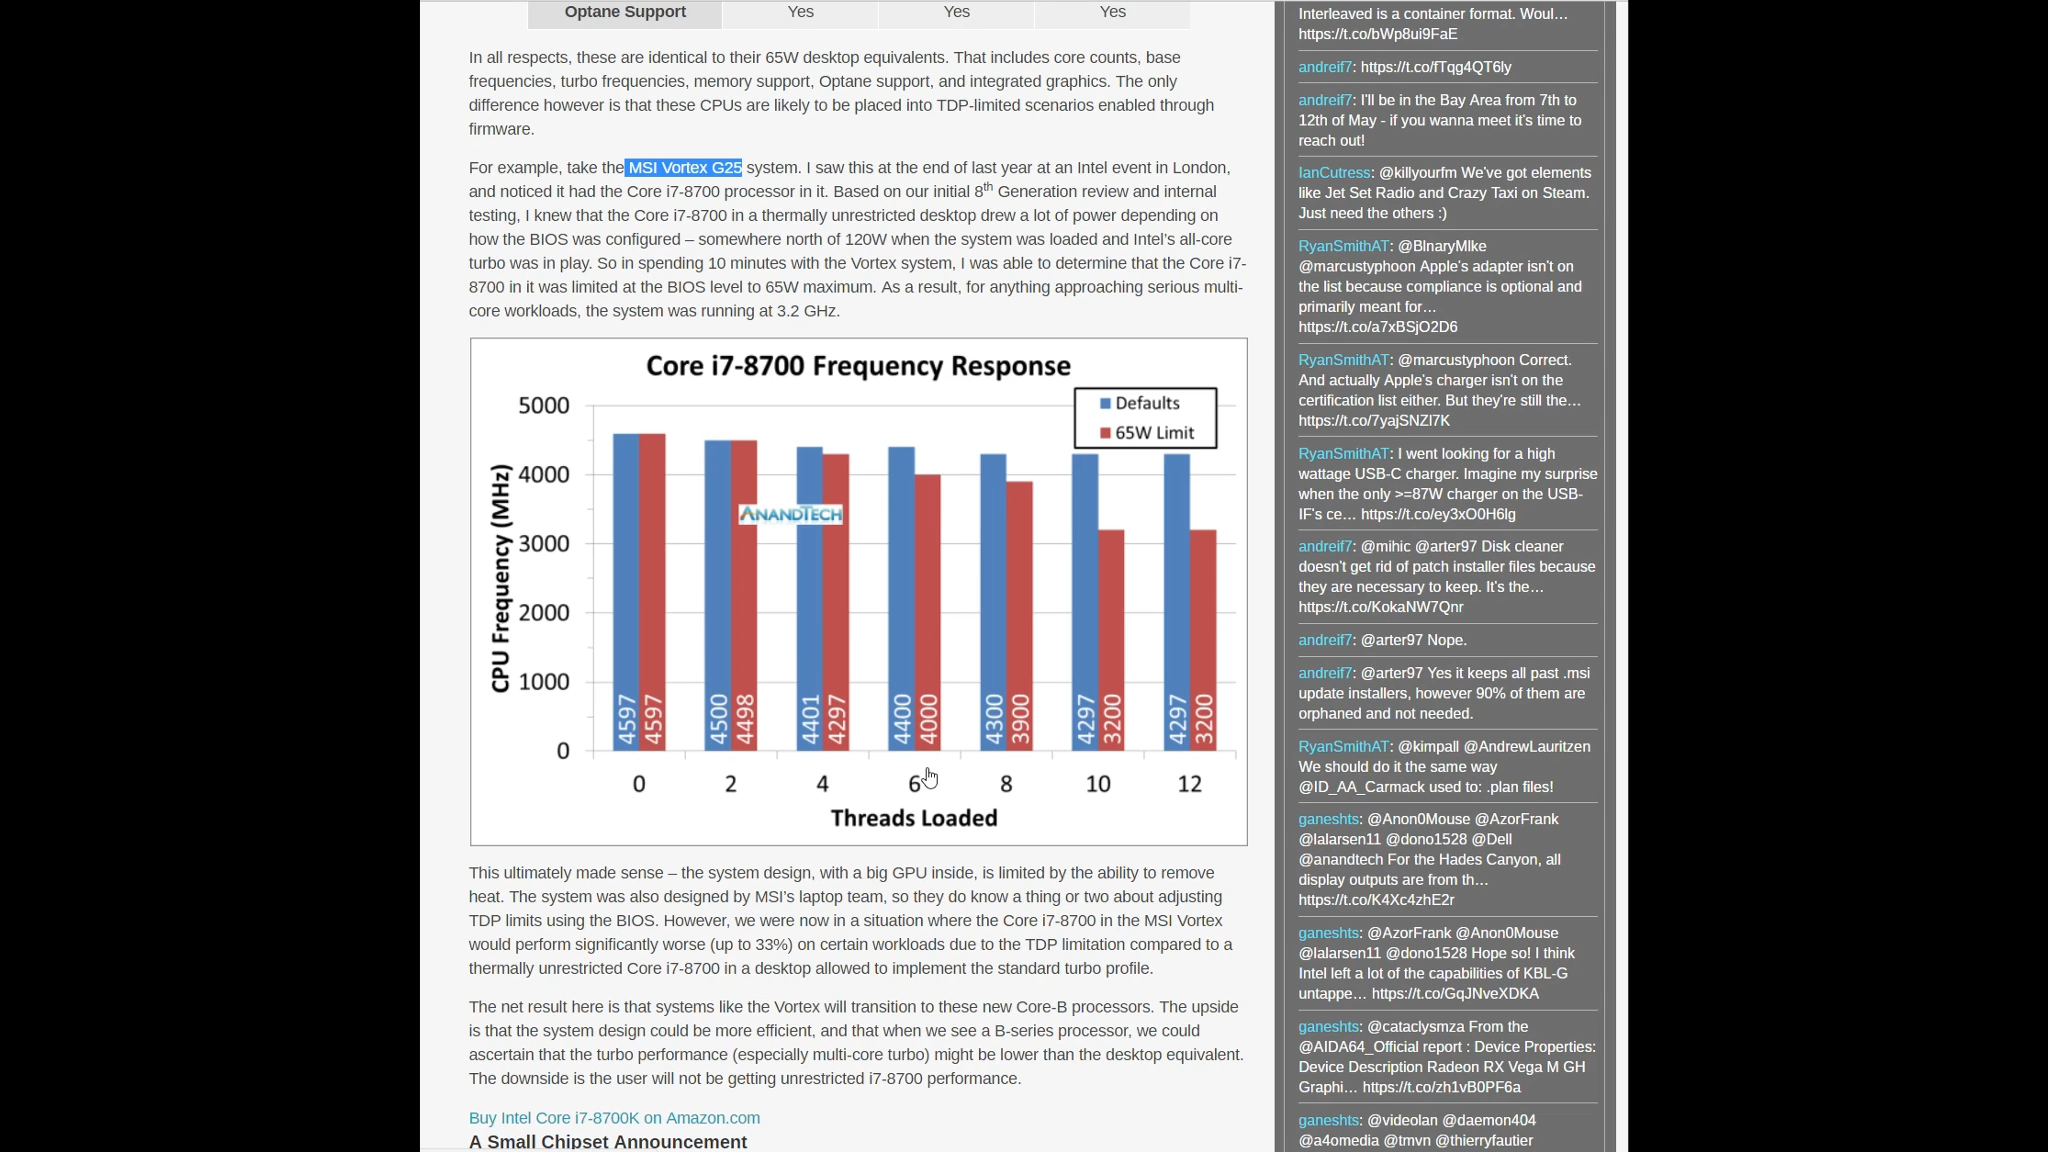 Optane Support Yes Yes Yes
In all respects, these are identical to their 65W desktop equivalents. That includes core counts, base
frequencies, turbo frequencies, memory support, Optane support, and integrated graphics. The only
difference however is that these CPUs are likely to be placed into TDP-limited scenarios enabled through
firmware.
For example, take the MSI Vortex G25 system. I saw this at the end of last year at an Intel event in London,
and noticed it had the Core i7-8700 processor in it. Based on our initial 8th Generation review and internal
testing, I knew that the Core i7-8700 in a thermally unrestricted desktop drew a lot of power depending on
how the BIOS was configured – somewhere north of 120W when the system was loaded and Intel's all-core
turbo was in play. So in spending 10 minutes with the Vortex system, I was able to determine that the Core i7-
8700 in it was limited at the BIOS level to 65W maximum. As a result, for anything approaching serious multi-
core workloads, the system was running at 3.2 GHz.
Core i7-8700 Frequency Response
Defaults
65W Limit
CPU Frequency (MHz)
5000
4000
3000
2000
1000
0
ANANDTECH
4597 4597 4500 4498 4401 4297 4400 4000 4300 3900 4297 3200 4297 3200
0 2 4 6 8 10 12
Threads Loaded
This ultimately made sense – the system design, with a big GPU inside, is limited by the ability to remove
heat. The system was also designed by MSI's laptop team, so they do know a thing or two about adjusting
TDP limits using the BIOS. However, we were now in a situation where the Core i7-8700 in the MSI Vortex
would perform significantly worse (up to 33%) on certain workloads due to the TDP limitation compared to a
thermally unrestricted Core i7-8700 in a desktop allowed to implement the standard turbo profile.
The net result here is that systems like the Vortex will transition to these new Core-B processors. The upside
is that the system design could be more efficient, and that when we see a B-series processor, we could
ascertain that the turbo performance (especially multi-core turbo) might be lower than the desktop equivalent.
The downside is the user will not be getting unrestricted i7-8700 performance.
Buy Intel Core i7-8700K on Amazon.com
A Small Chipset Announcement
Interleaved is a container format. Woul…
https://t.co/bWp8ui9FaE
andreif7: https://t.co/fTqg4QT6ly
andreif7: I'll be in the Bay Area from 7th to
12th of May - if you wanna meet it's time to
reach out!
IanCutress: @killyourfm We've got elements
like Jet Set Radio and Crazy Taxi on Steam.
Just need the others :)
RyanSmithAT: @BlnaryMlke
@marcustyphoon Apple's adapter isn't on
the list because compliance is optional and
primarily meant for…
https://t.co/a7xBSjO2D6
RyanSmithAT: @marcustyphoon Correct.
And actually Apple's charger isn't on the
certification list either. But they're still the…
https://t.co/7yajSNZl7K
RyanSmithAT: I went looking for a high
wattage USB-C charger. Imagine my surprise
when the only >=87W charger on the USB-
IF's ce… https://t.co/ey3xO0H6lg
andreif7: @mihic @arter97 Disk cleaner
doesn't get rid of patch installer files because
they are necessary to keep. It's the…
https://t.co/KokaNW7Qnr
andreif7: @arter97 Nope.
andreif7: @arter97 Yes it keeps all past .msi
update installers, however 90% of them are
orphaned and not needed.
RyanSmithAT: @kimpall @AndrewLauritzen
We should do it the same way
@ID_AA_Carmack used to: .plan files!
ganeshts: @Anon0Mouse @AzorFrank
@lalarsen11 @dono1528 @Dell
@anandtech For the Hades Canyon, all
display outputs are from th…
https://t.co/K4Xc4zhE2r
ganeshts: @AzorFrank @Anon0Mouse
@lalarsen11 @dono1528 Hope so! I think
Intel left a lot of the capabilities of KBL-G
untappe… https://t.co/GqJNveXDKA
ganeshts: @cataclysmza From the
@AIDA64_Official report : Device Properties:
Device Description Radeon RX Vega M GH
Graphi… https://t.co/zh1vB0PF6a
ganeshts: @videolan @daemon404
@a4omedia @tmvn @thierryfautier